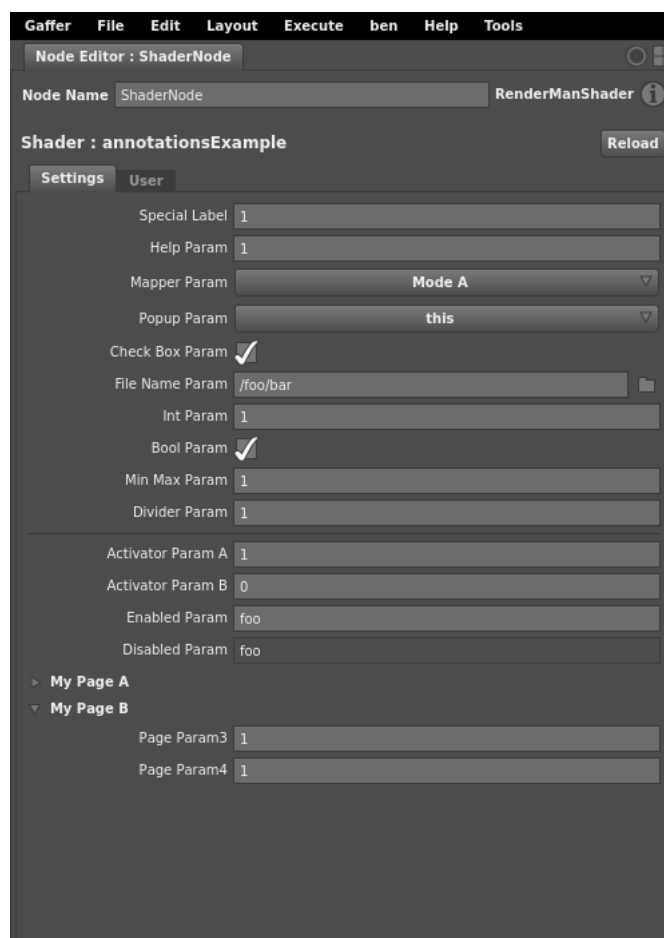 Gaffer File Edit Layout Execute ben Help Tools
Node Editor : ShaderNode
Node Name ShaderNode RenderManShader
Shader : annotationsExample Reload
Settings User
Special Label 1
Help Param 1
Mapper Param Mode A
Popup Param this
Check Box Param
File Name Param /foo/bar
Int Param 1
Bool Param
Min Max Param 1
Divider Param 1
Activator Param A 1
Activator Param B 0
Enabled Param foo
Disabled Param foo
My Page A
My Page B
Page Param3 1
Page Param4 1